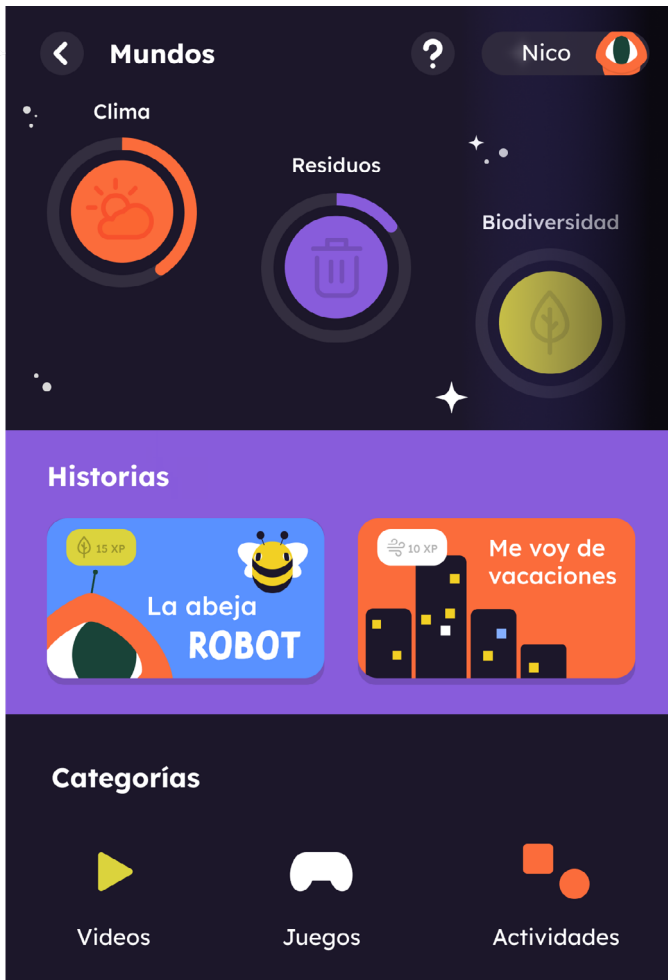 Mundos
?
Nico
Clima
Residuos
Biodiversidad
Historias
15 XP
La abeja
ROBOT
10 XP
Me voy de
vacaciones
Categorías
Videos
Juegos
Actividades